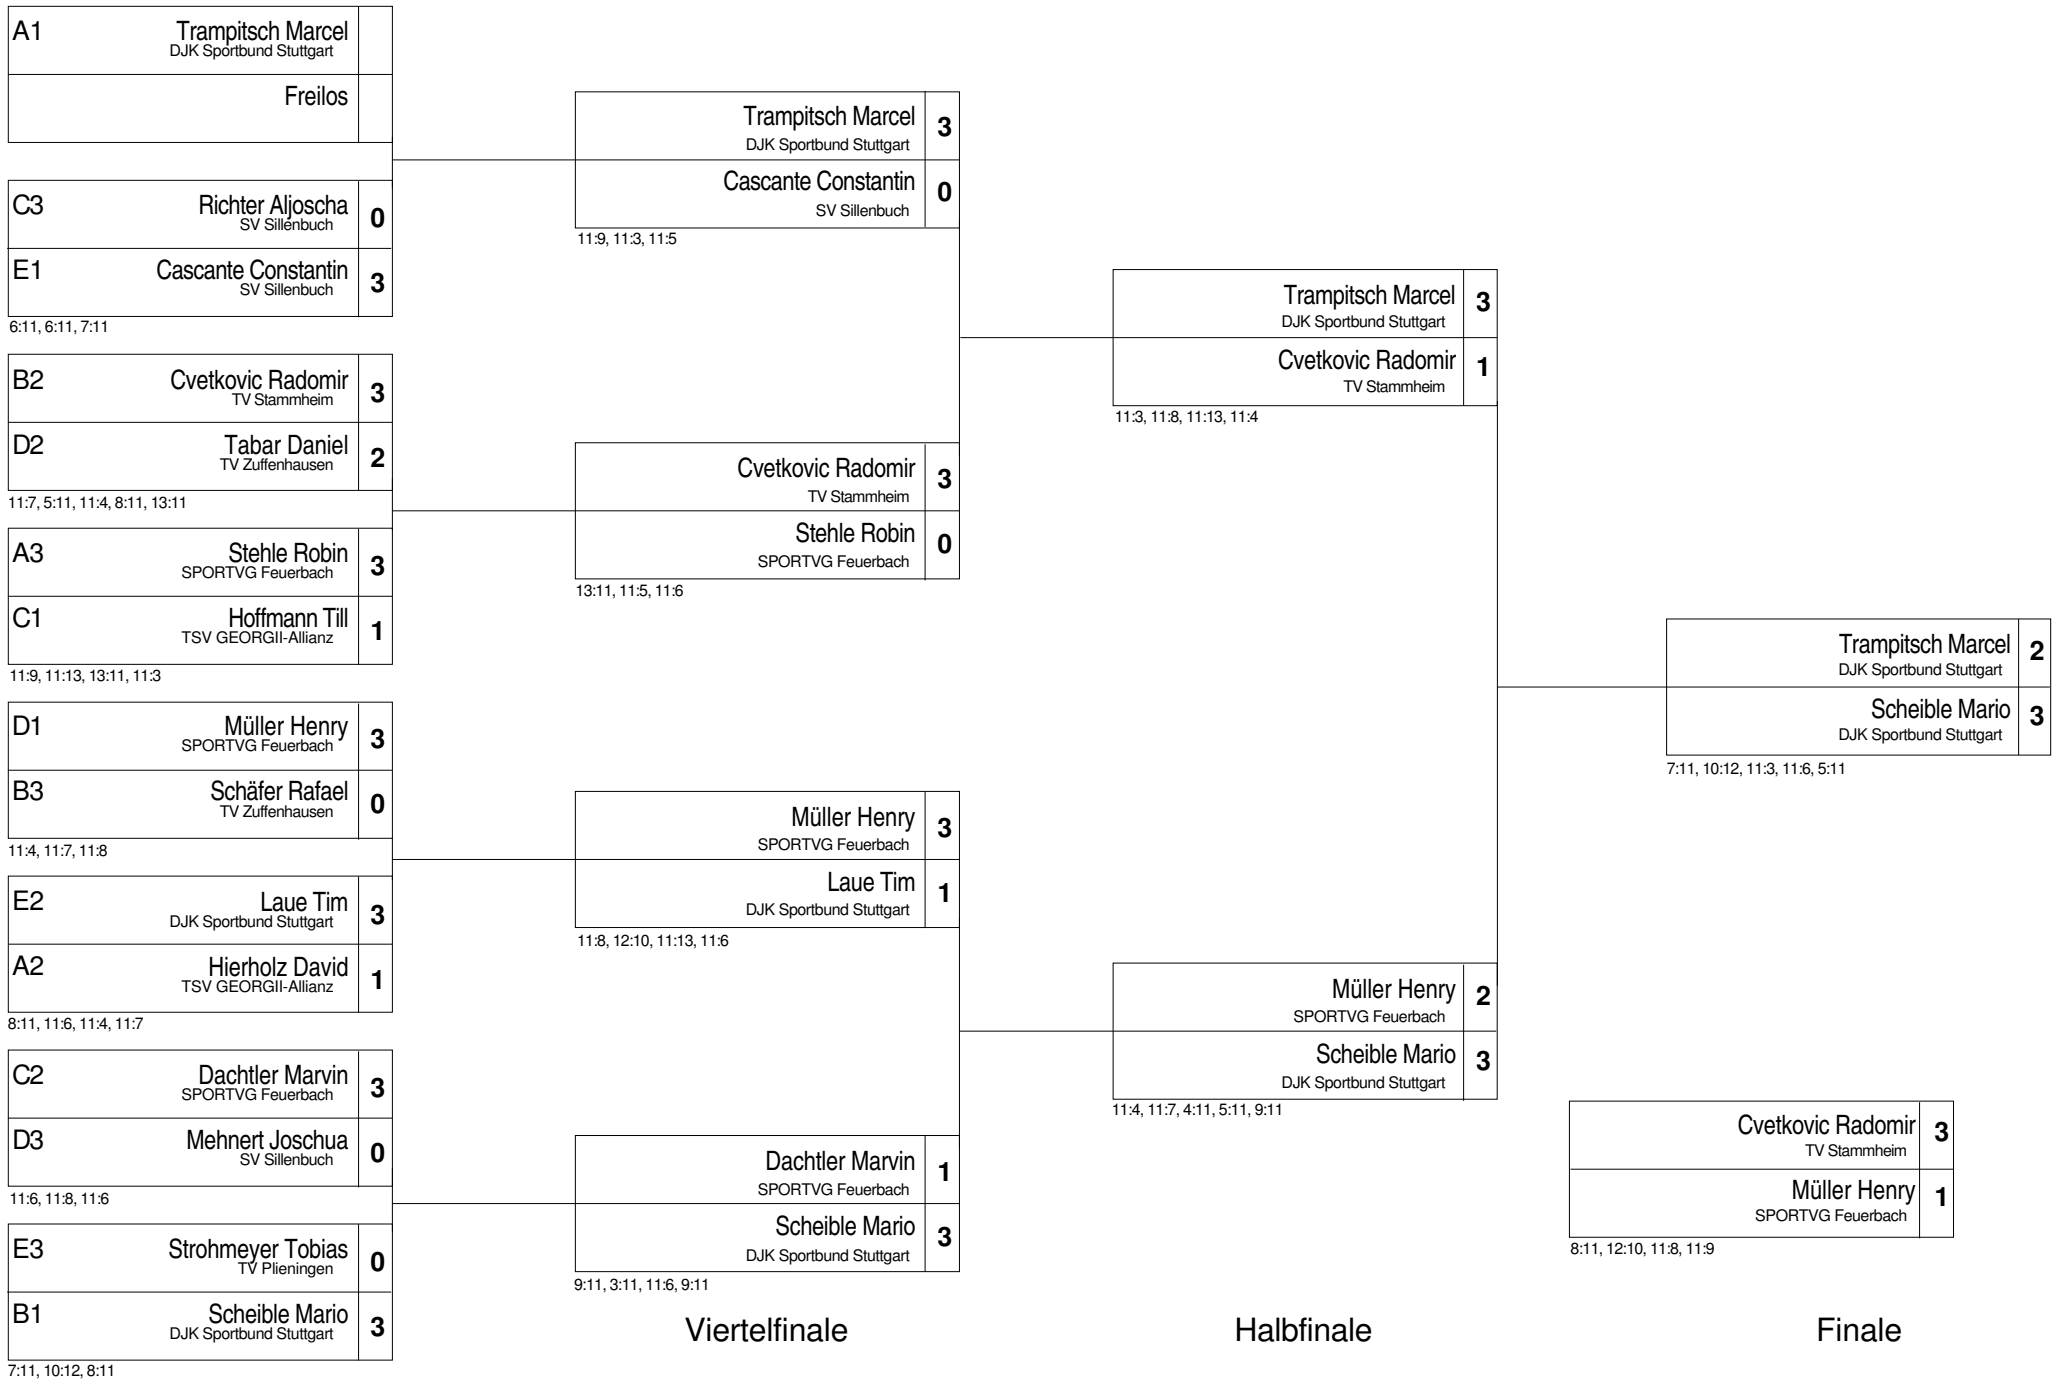 A1 Trampitsch Marcel
DJK Sportbund Stuttgart
Freilos
C3 Richter Aljoscha 0
SV Sillenbuch
E1 Cascante Constantin 3
SV Sillenbuch
6:11, 6:11, 7:11
B2 Cvetkovic Radomir 3
TV Stammheim
D2 Tabar Daniel 2
TV Zuffenhausen
11:7, 5:11, 11:4, 8:11, 13:11
A3 Stehle Robin 3
SPORTVG Feuerbach
C1 Hoffmann Till 1
TSV GEORGII-Allianz
11:9, 11:13, 13:11, 11:3
D1 Müller Henry 3
SPORTVG Feuerbach
B3 Schäfer Rafael 0
TV Zuffenhausen
11:4, 11:7, 11:8
E2 Laue Tim 3
DJK Sportbund Stuttgart
A2 Hierholz David 1
TSV GEORGII-Allianz
8:11, 11:6, 11:4, 11:7
C2 Dachtler Marvin 3
SPORTVG Feuerbach
D3 Mehnert Joschua 0
SV Sillenbuch
11:6, 11:8, 11:6
E3 Strohmeyer Tobias 0
TV Plieningen
B1 Scheible Mario 3
DJK Sportbund Stuttgart
7:11, 10:12, 8:11
Trampitsch Marcel 3
DJK Sportbund Stuttgart
Cascante Constantin 0
SV Sillenbuch
11:9, 11:3, 11:5
Cvetkovic Radomir 3
TV Stammheim
Stehle Robin 0
SPORTVG Feuerbach
13:11, 11:5, 11:6
Müller Henry 3
SPORTVG Feuerbach
Laue Tim 1
DJK Sportbund Stuttgart
11:8, 12:10, 11:13, 11:6
Dachtler Marvin 1
SPORTVG Feuerbach
Scheible Mario 3
DJK Sportbund Stuttgart
9:11, 3:11, 11:6, 9:11
Viertelfinale
Trampitsch Marcel 3
DJK Sportbund Stuttgart
Cvetkovic Radomir 1
TV Stammheim
11:3, 11:8, 11:13, 11:4
Müller Henry 2
SPORTVG Feuerbach
Scheible Mario 3
DJK Sportbund Stuttgart
11:4, 11:7, 4:11, 5:11, 9:11
Halbfinale
Trampitsch Marcel 2
DJK Sportbund Stuttgart
Scheible Mario 3
DJK Sportbund Stuttgart
7:11, 10:12, 11:3, 11:6, 5:11
Cvetkovic Radomir 3
TV Stammheim
Müller Henry 1
SPORTVG Feuerbach
8:11, 12:10, 11:8, 11:9
Finale